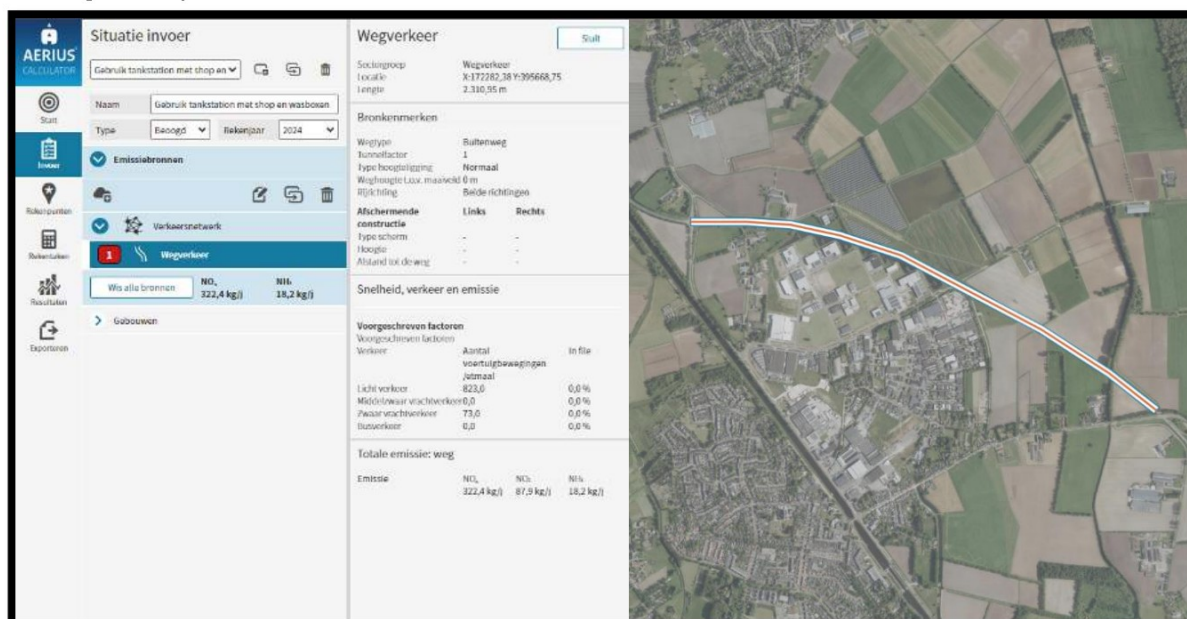 AERIUS
CALCULATOR
Start
Invoer
Rekenpunten
Rekentaken
Resultaten
Exporteren
Situatie invoer
Gebruik tankstation met shop en
Naam Gebruik tankstation met shop en wasboxen
Type Beoogd Rekenjaar 2024
Emissiebronnen
Verkeersnetwerk
1 Wegverkeer
Wis alle bronnen NOx NH₃
322,4 kg/j 18,2 kg/j
Gebouwen
Wegverkeer Sluit
Sectorgroep Wegverkeer
Locatie X:172282,38 Y:395668,75
Lengte 2.310,95 m
Bronkenmerken
Wegtype Buitenweg
Tunnelfactor 1
Type hoogteligging Normaal
Weghoogte t.o.v. maaiveld 0 m
Rijrichting Beide richtingen
Afschermende Links Rechts
constructie
Type scherm - -
Hoogte - -
Afstand tot de weg - -
Snelheid, verkeer en emissie
Voorgeschreven factoren
Voorgeschreven factoren
Verkeer Aantal In file
voertuigbewegingen
/etmaal
Licht verkeer 823,0 0,0 %
Middelzwaar vrachtverkeer 0,0 0,0 %
Zwaar vrachtverkeer 73,0 0,0 %
Busverkeer 0,0 0,0 %
Totale emissie: weg
Emissie NOx NO₂ NH₃
322,4 kg/j 87,9 kg/j 18,2 kg/j